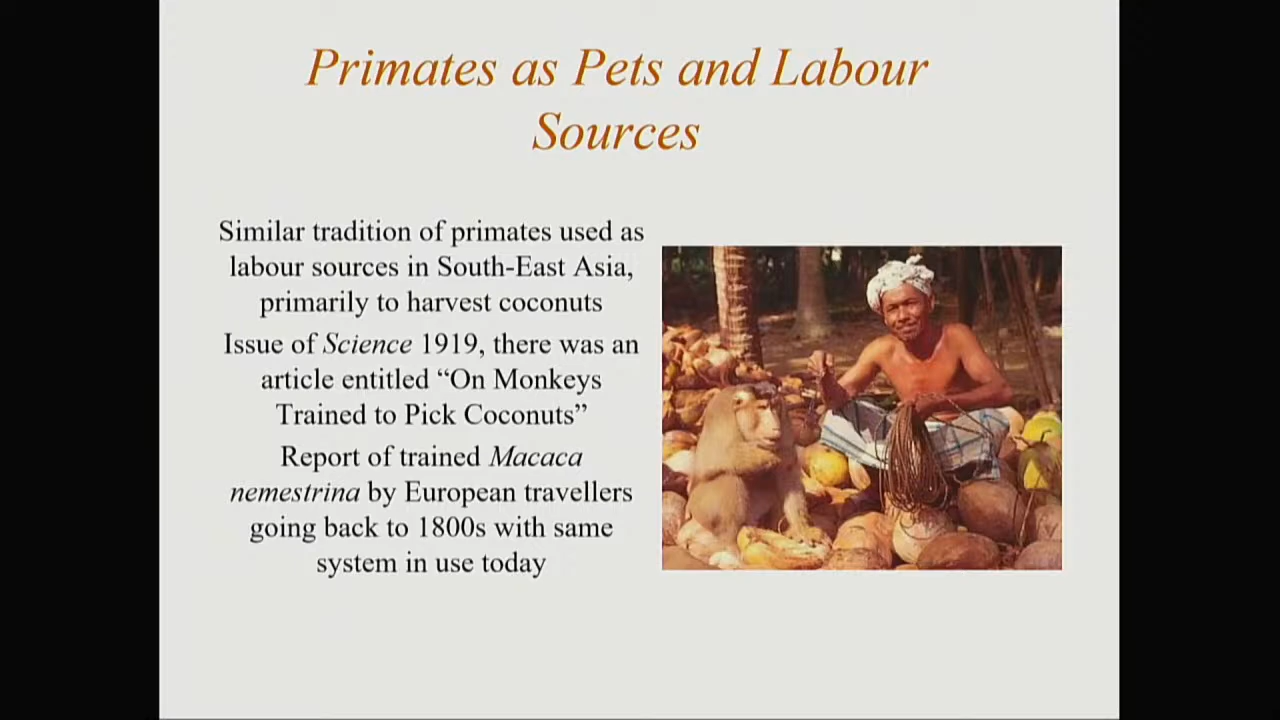 Primates as Pets and Labour
Sources
Similar tradition of primates used as
labour sources in South-East Asia,
primarily to harvest coconuts
Issue of Science 1919, there was an
article entitled “On Monkeys
Trained to Pick Coconuts”
Report of trained Macaca
nemestrina by European travellers
going back to 1800s with same
system in use today